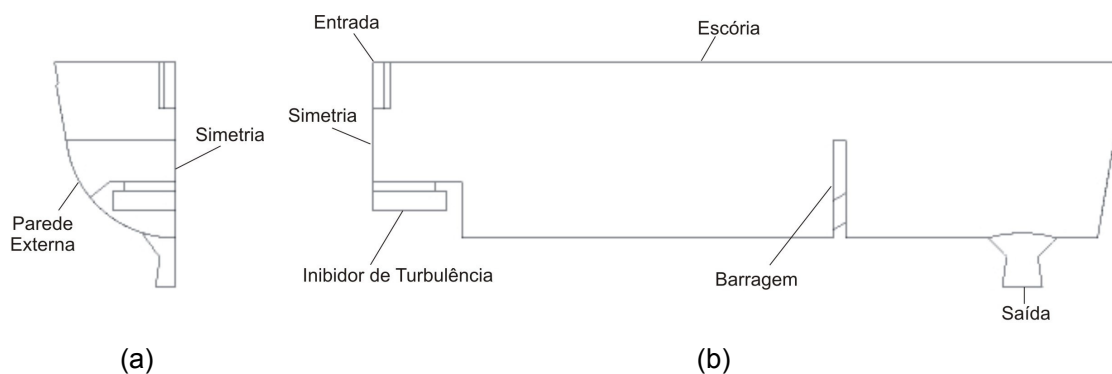 Entrada
Escória
Simetria
Simetria
Parede
Externa
Inibidor de Turbulência
Barragem
Saída
(a)
(b)